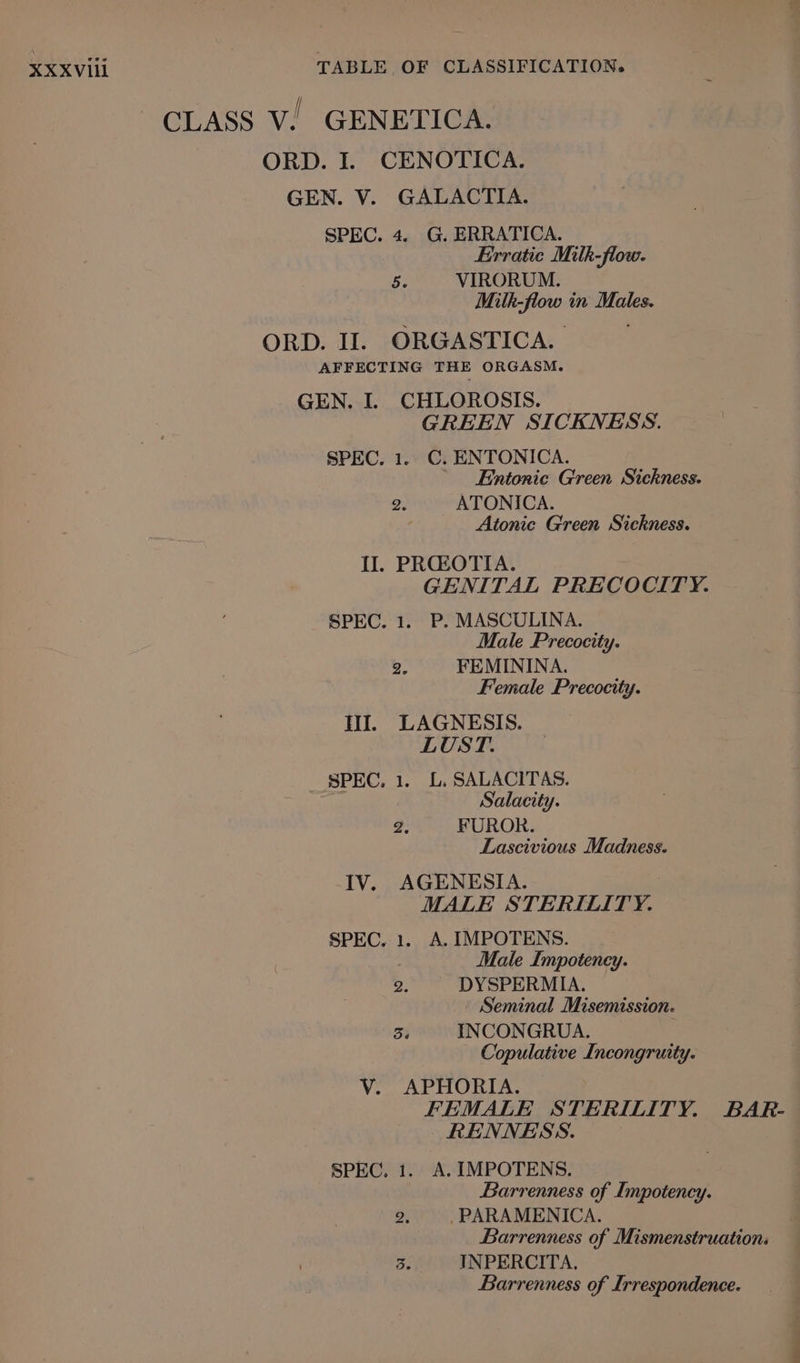 xxxviii TABLE OF CLASSIFICATION.
CLASS V. GENETICA.
ORD. I. CENOTICA.
GEN. V. GALACTIA.
SPEC. 4. G. ERRATICA.
Erratic Milk-flow.
5. VIRORUM.
Milk-flow in Males.
ORD. II. ORGASTICA.
AFFECTING THE ORGASM.
GEN. I. CHLOROSIS.
GREEN SICKNESS.
SPEC. 1. C. ENTONICA.
Entonic Green Sickness.
2. ATONICA.
Atonic Green Sickness.
II. PRŒOTIA.
GENITAL PRECOCITY.
SPEC. 1. P. MASCULINA.
Male Precocity.
2. FEMININA.
Female Precocity.
III. LAGNESIS.
LUST.
SPEC. 1. L. SALACITAS.
Salacity.
2. FUROR.
Lascivious Madness.
IV. AGENESIA.
MALE STERILITY.
SPEC. 1. A. IMPOTENS.
Male Impotency.
2. DYSPERMIA.
Seminal Misemission.
3. INCONGRUA.
Copulative Incongruity.
V. APHORIA.
FEMALE STERILITY. BAR-
RENNESS.
SPEC. 1. A. IMPOTENS.
Barrenness of Impotency.
2. PARAMENICA.
Barrenness of Mismenstruation.
3. INPERCITA.
Barrenness of Irrespondence.